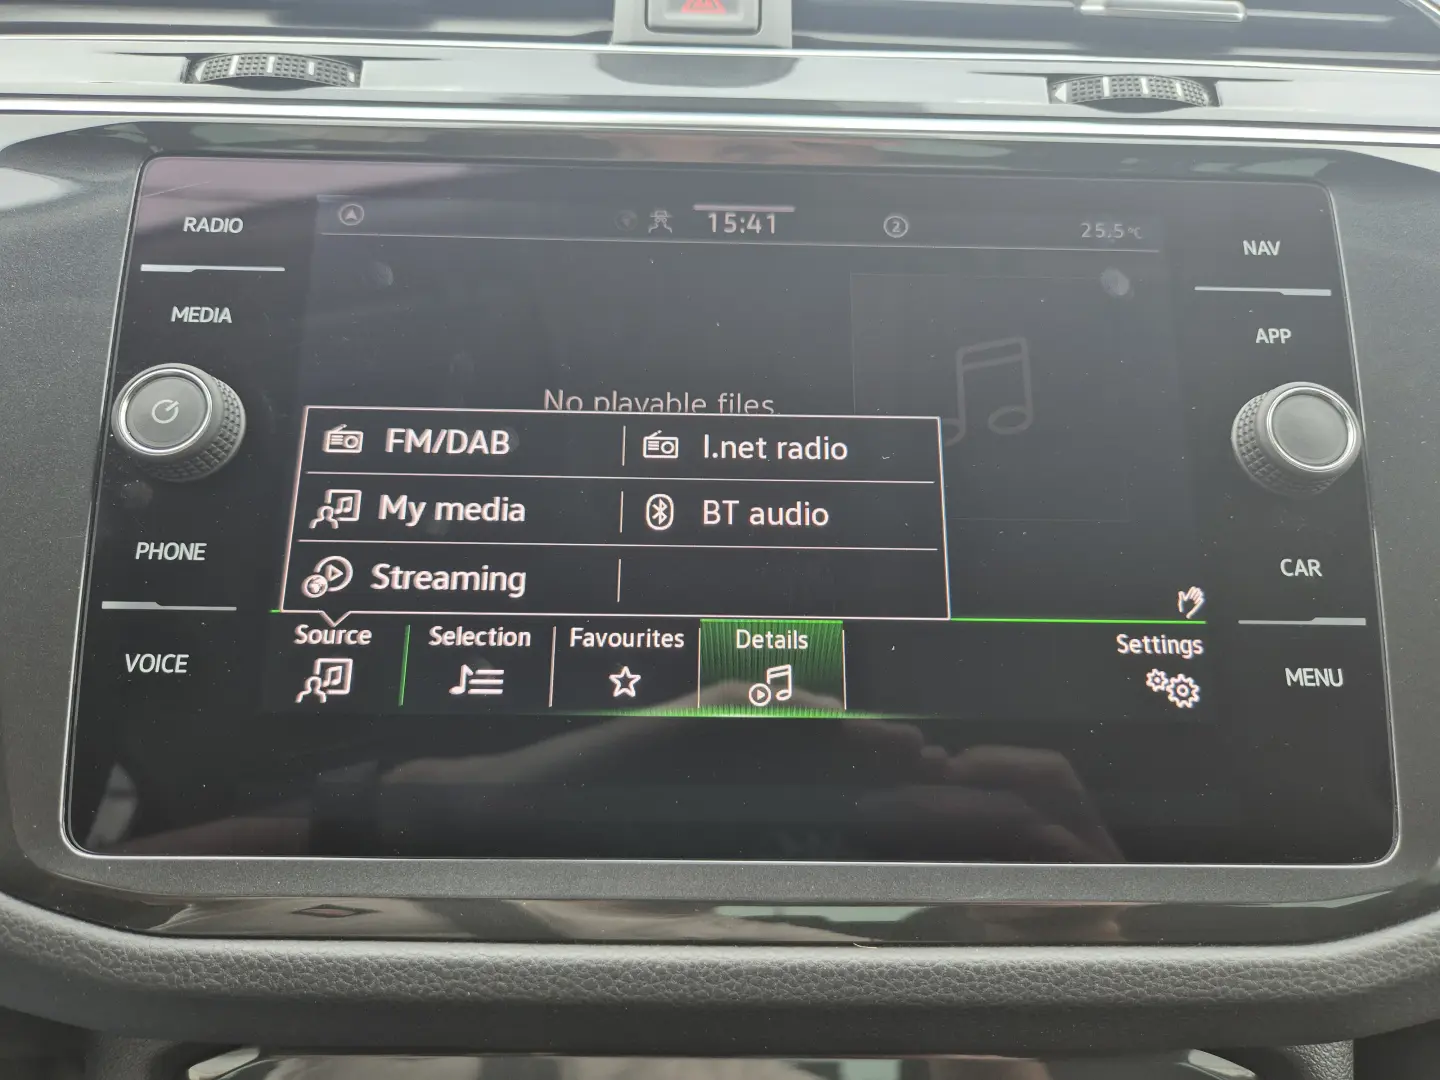 RADIO
MEDIA
PHONE
VOICE
15:41
2
25.5°C
No playable files.
FM/DAB
I.net radio
My media
BT audio
Streaming
Source
Selection
Favourites
Details
Settings
NAV
APP
CAR
MENU